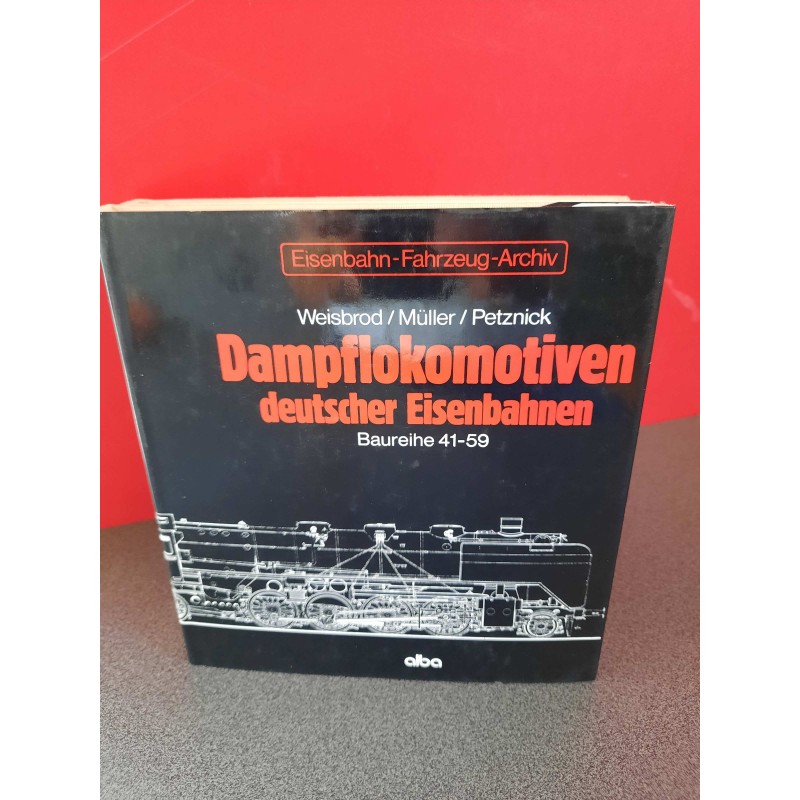 Eisenbahn-Fahrzeug-Archiv
Weisbrod/Müller/Petznick
Dampflokomotiven
deutscher Eisenbahnen
Baureihe 41-59
alba